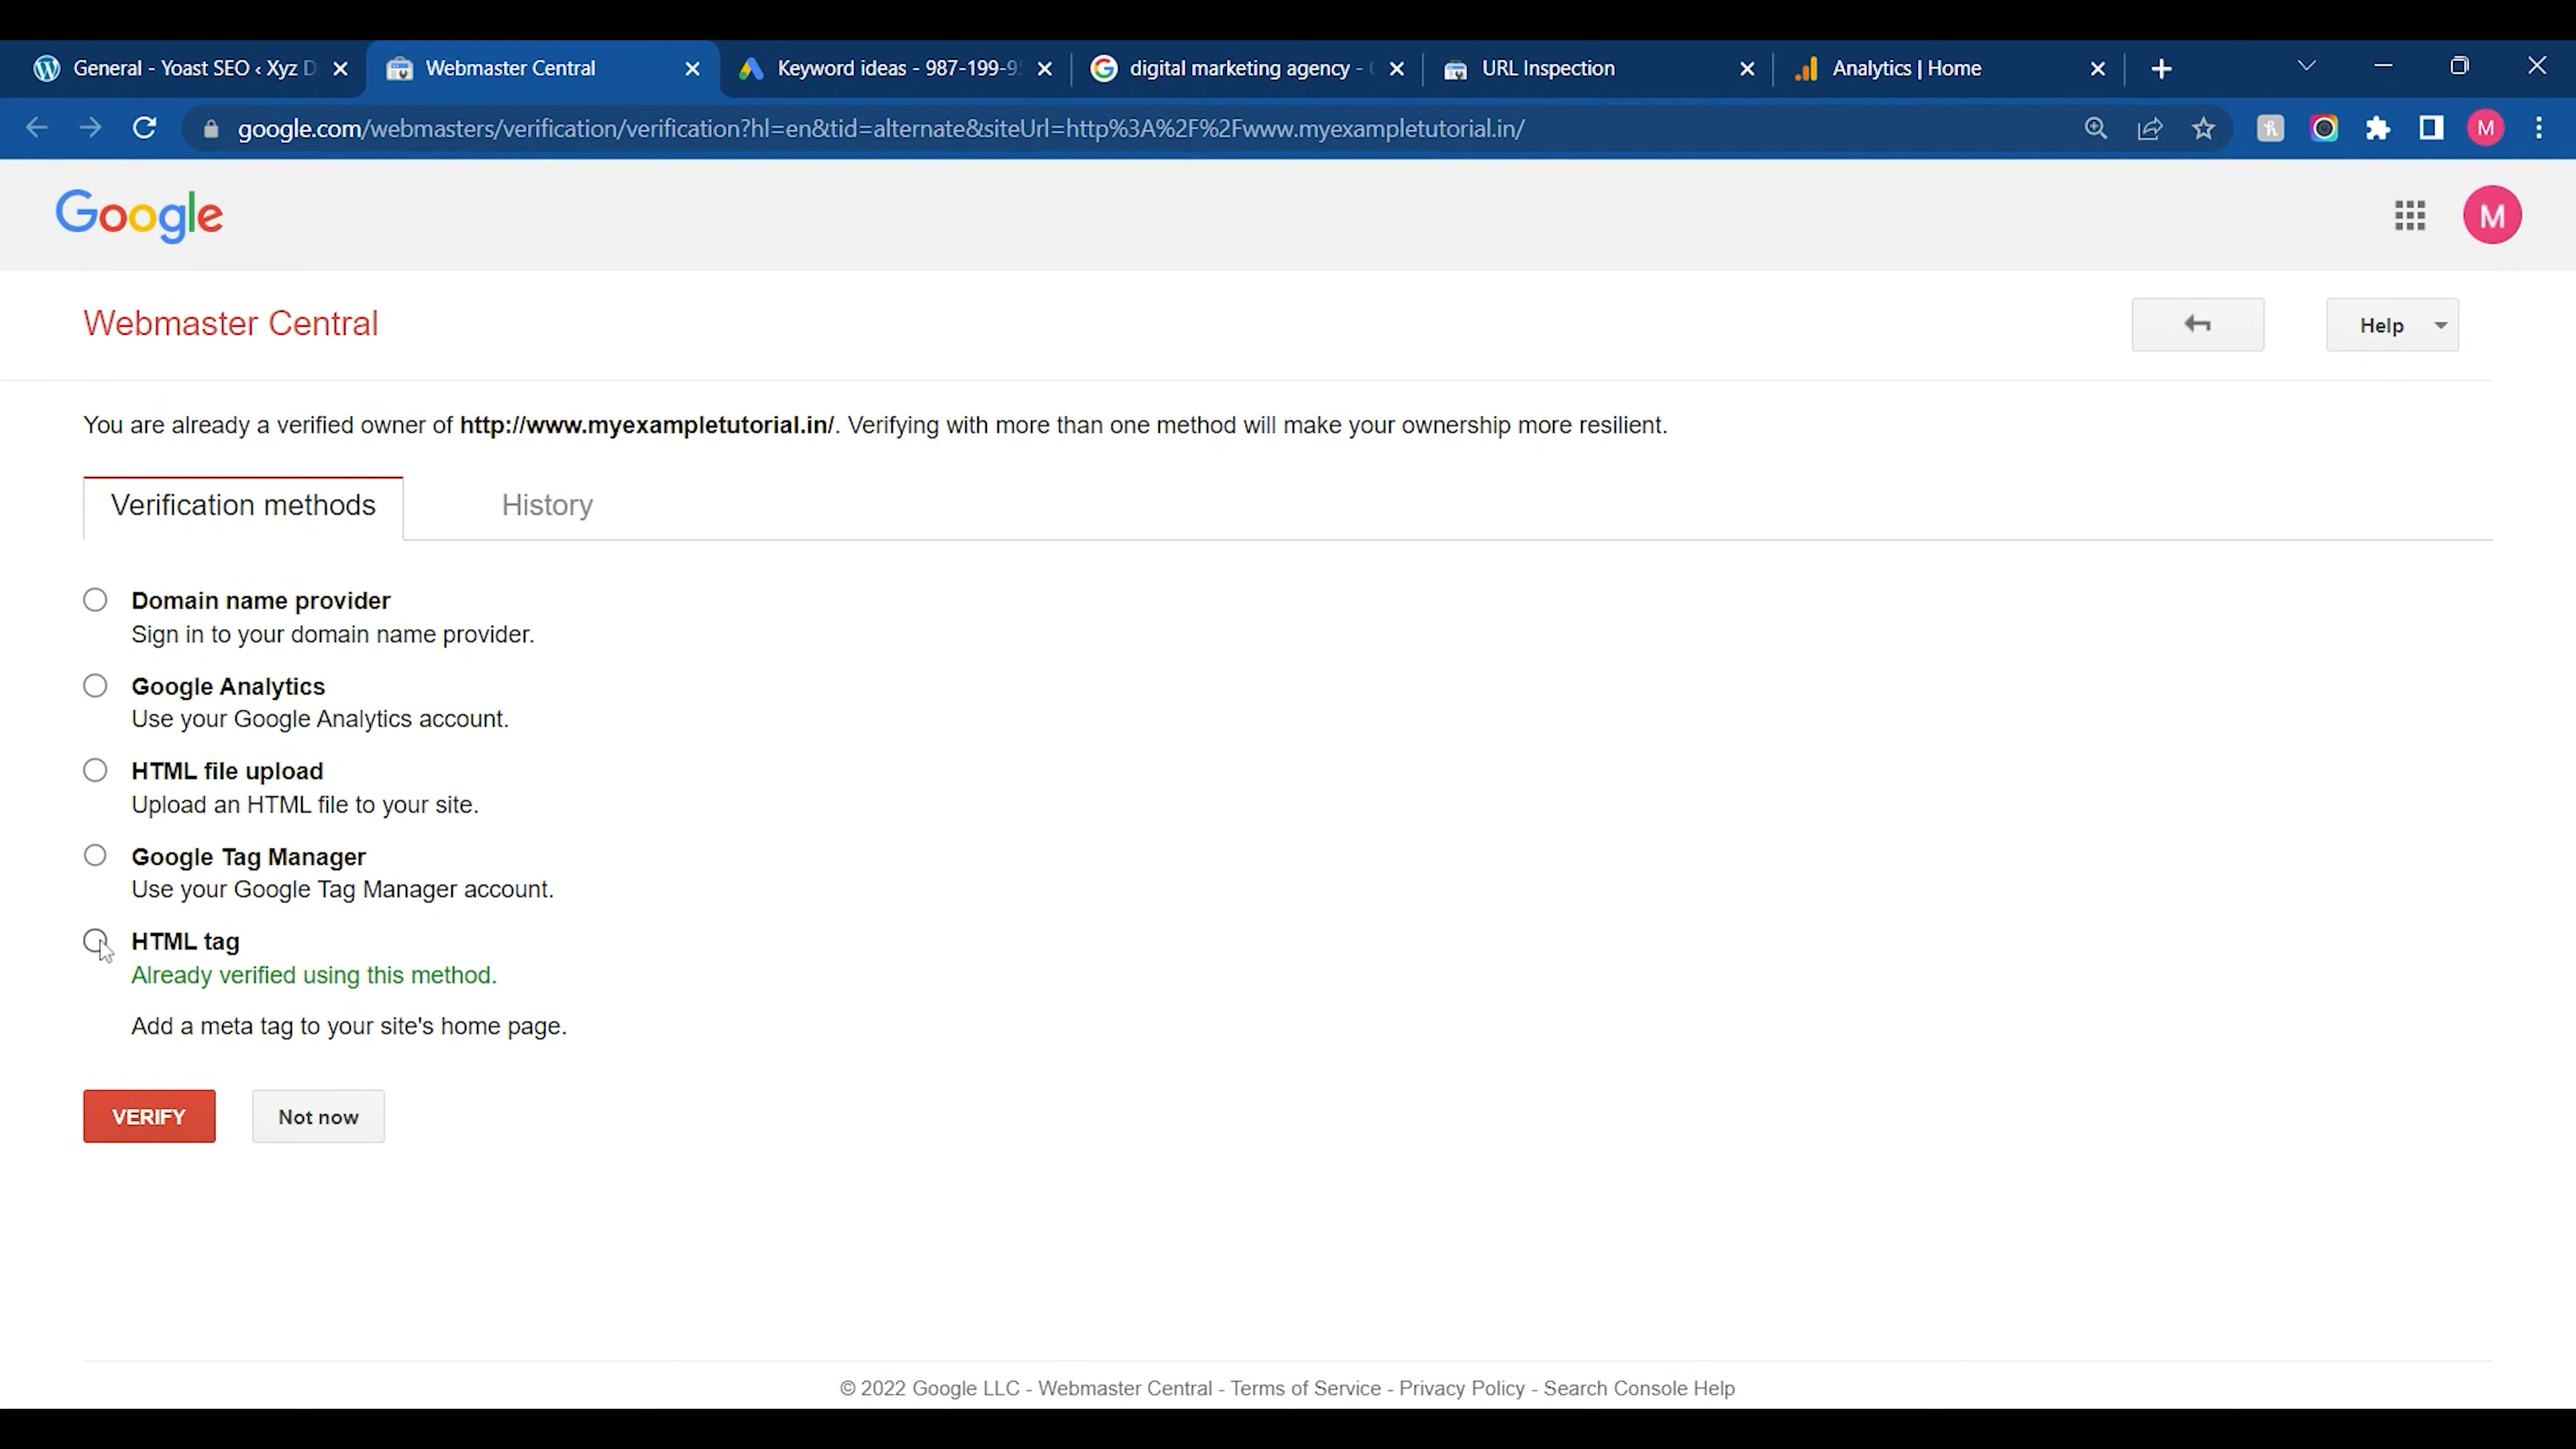 General - Yoast SEO ‹ Xyz D
Webmaster Central
Keyword ideas - 987-199-9
digital marketing agency -
URL Inspection
Analytics | Home
google.com/webmasters/verification/verification?hl=en&tid=alternate&siteUrl=http%3A%2F%2Fwww.myexampletutorial.in/
M
Google
M
Webmaster Central
Help
You are already a verified owner of http://www.myexampletutorial.in/. Verifying with more than one method will make your ownership more resilient.
Verification methods
History
Domain name provider
Sign in to your domain name provider.
Google Analytics
Use your Google Analytics account.
HTML file upload
Upload an HTML file to your site.
Google Tag Manager
Use your Google Tag Manager account.
HTML tag
Already verified using this method.
Add a meta tag to your site's home page.
VERIFY
Not now
© 2022 Google LLC - Webmaster Central - Terms of Service - Privacy Policy - Search Console Help